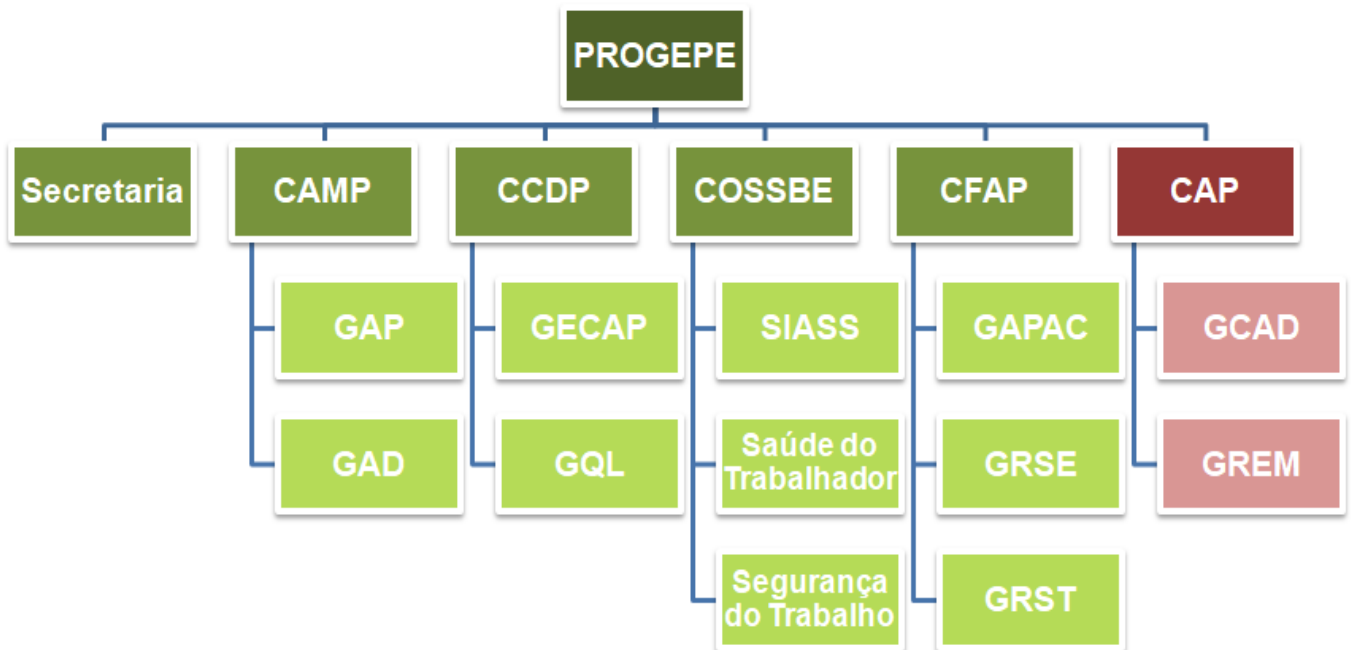 PROGEPE
Secretaria
CAMP
CCDP
COSSBE
CFAP
CAP
GAP
GECAP
SIASS
GAPAC
GCAD
GAD
GQL
Saúde do
Trabalhador
GRSE
GREM
Segurança
do Trabalho
GRST